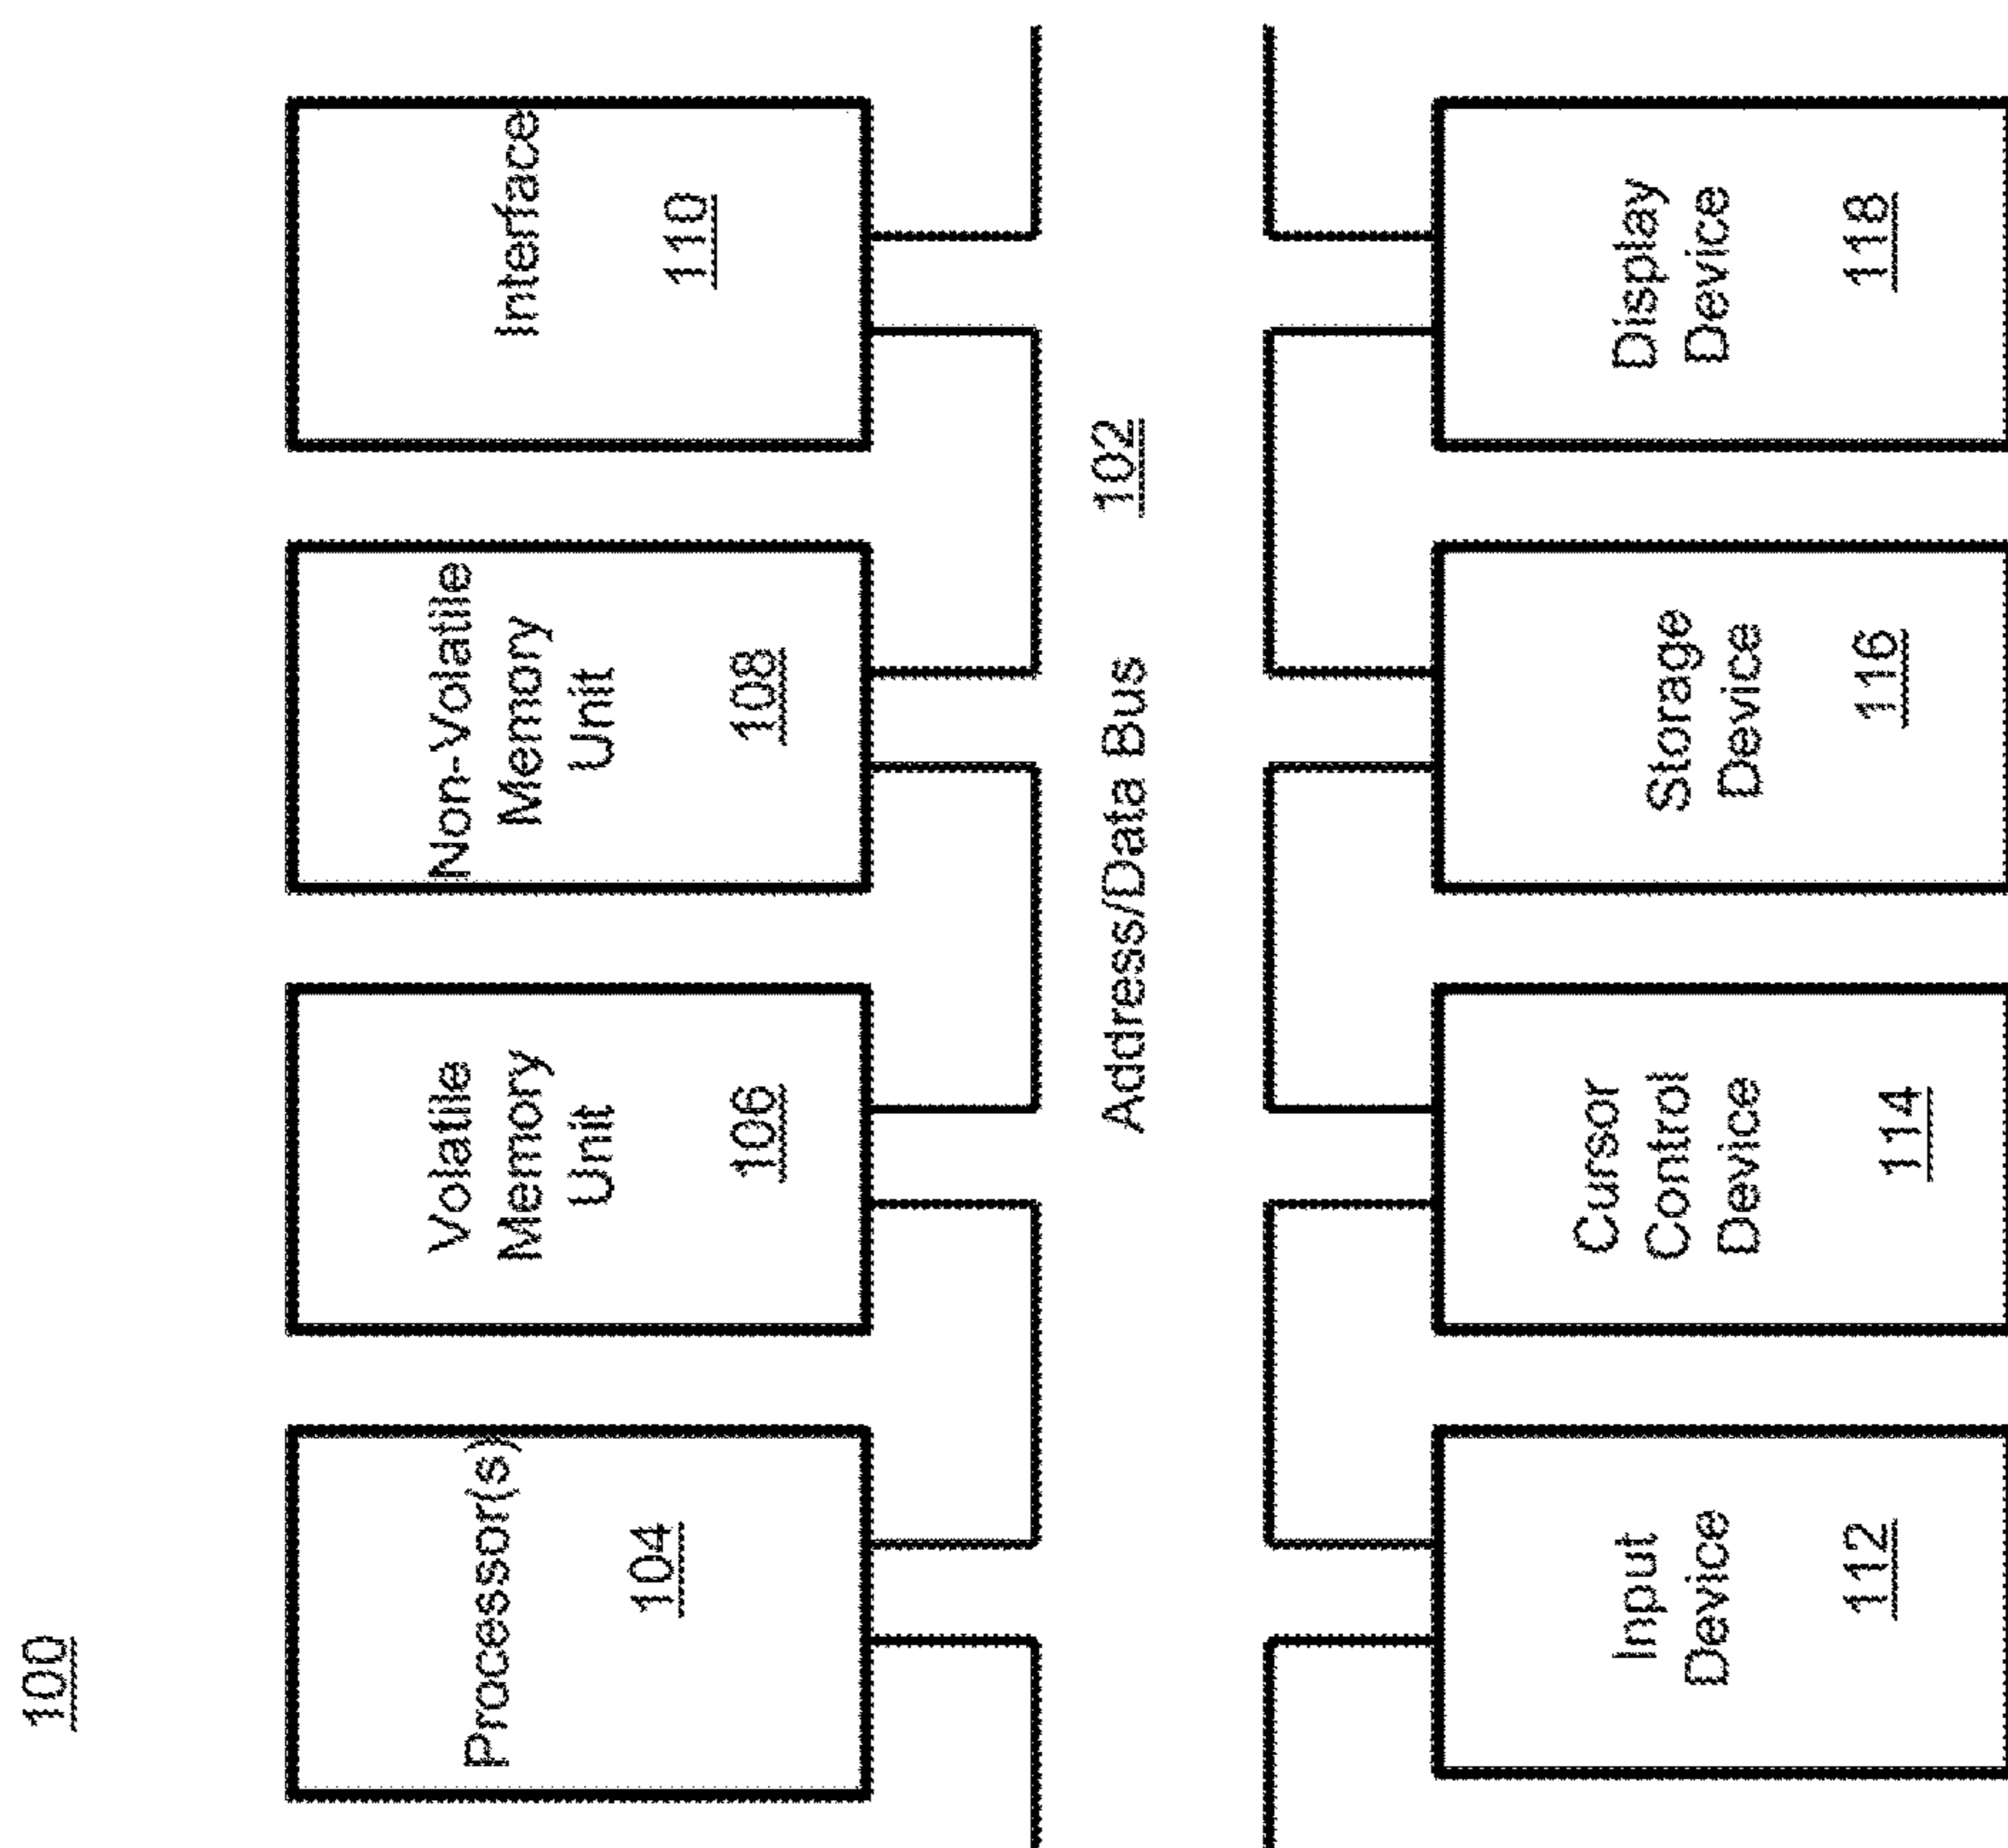 100
Processor(s)
104
Volatile
Memory
Unit
106
Non-Volatile
Memory
Unit
108
Interface
110
Address/Data Bus
102
Input
Device
112
Cursor
Control
Device
114
Storage
Device
116
Display
Device
118